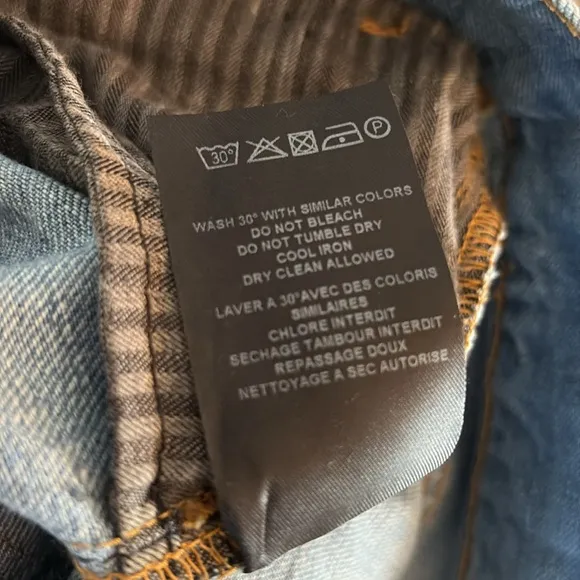 30° P
WASH 30° WITH SIMILAR COLORS
DO NOT BLEACH
DO NOT TUMBLE DRY
COOL IRON
DRY CLEAN ALLOWED
LAVER A 30° AVEC DES COLORIS
SIMILAIRES
CHLORE INTERDIT
SECHAGE TAMBOUR INTERDIT
REPASSAGE DOUX
NETTOYAGE A SEC AUTORISE